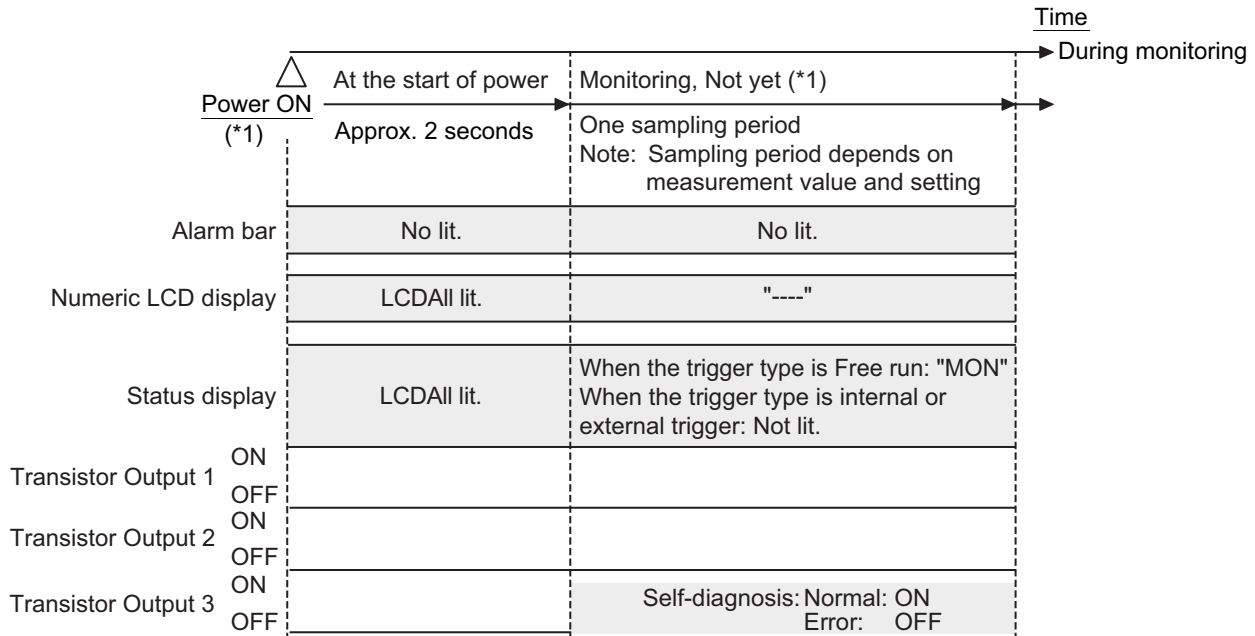 Time
During monitoring
At the start of power
Monitoring, Not yet (*1)
Power ON
(*1)
Approx. 2 seconds
One sampling period
Note: Sampling period depends on
measurement value and setting
Alarm bar
No lit.
No lit.
Numeric LCD display
LCDAll lit.
"----"
Status display
LCDAll lit.
When the trigger type is Free run: "MON"
When the trigger type is internal or
external trigger: Not lit.
Transistor Output 1
ON
OFF
Transistor Output 2
ON
OFF
Transistor Output 3
ON
OFF
Self-diagnosis: Normal: ON
Error: OFF